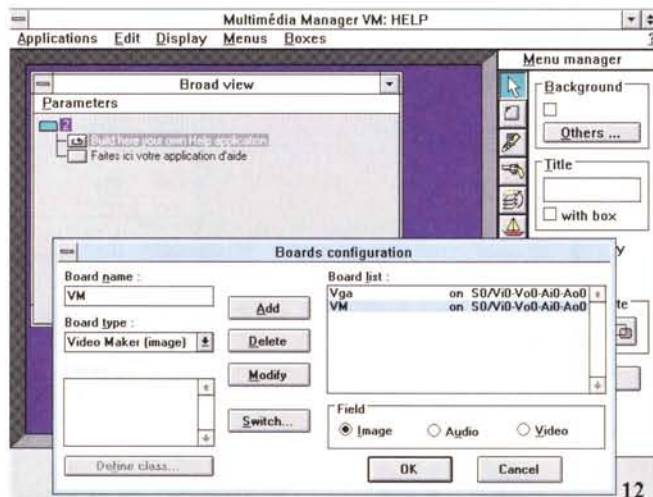 Multimédia Manager VM: HELP
Applications Edit Display Menus Boxes ?
Broad view
Parameters
2
Build here your own Help application
Faites ici votre application d'aide
Menu manager
Background
Others ...
Title
with box
y
te
Boards configuration
Board name :
VM
Board type :
Video Maker (image)
Add
Delete
Modify
Switch...
Define class...
Board list :
Vga on S0/Vi0-Vo0-Ai0-Ao0
VM on S0/Vi0-Vo0-Ai0-Ao0
Field
Image Audio Video
OK Cancel
12